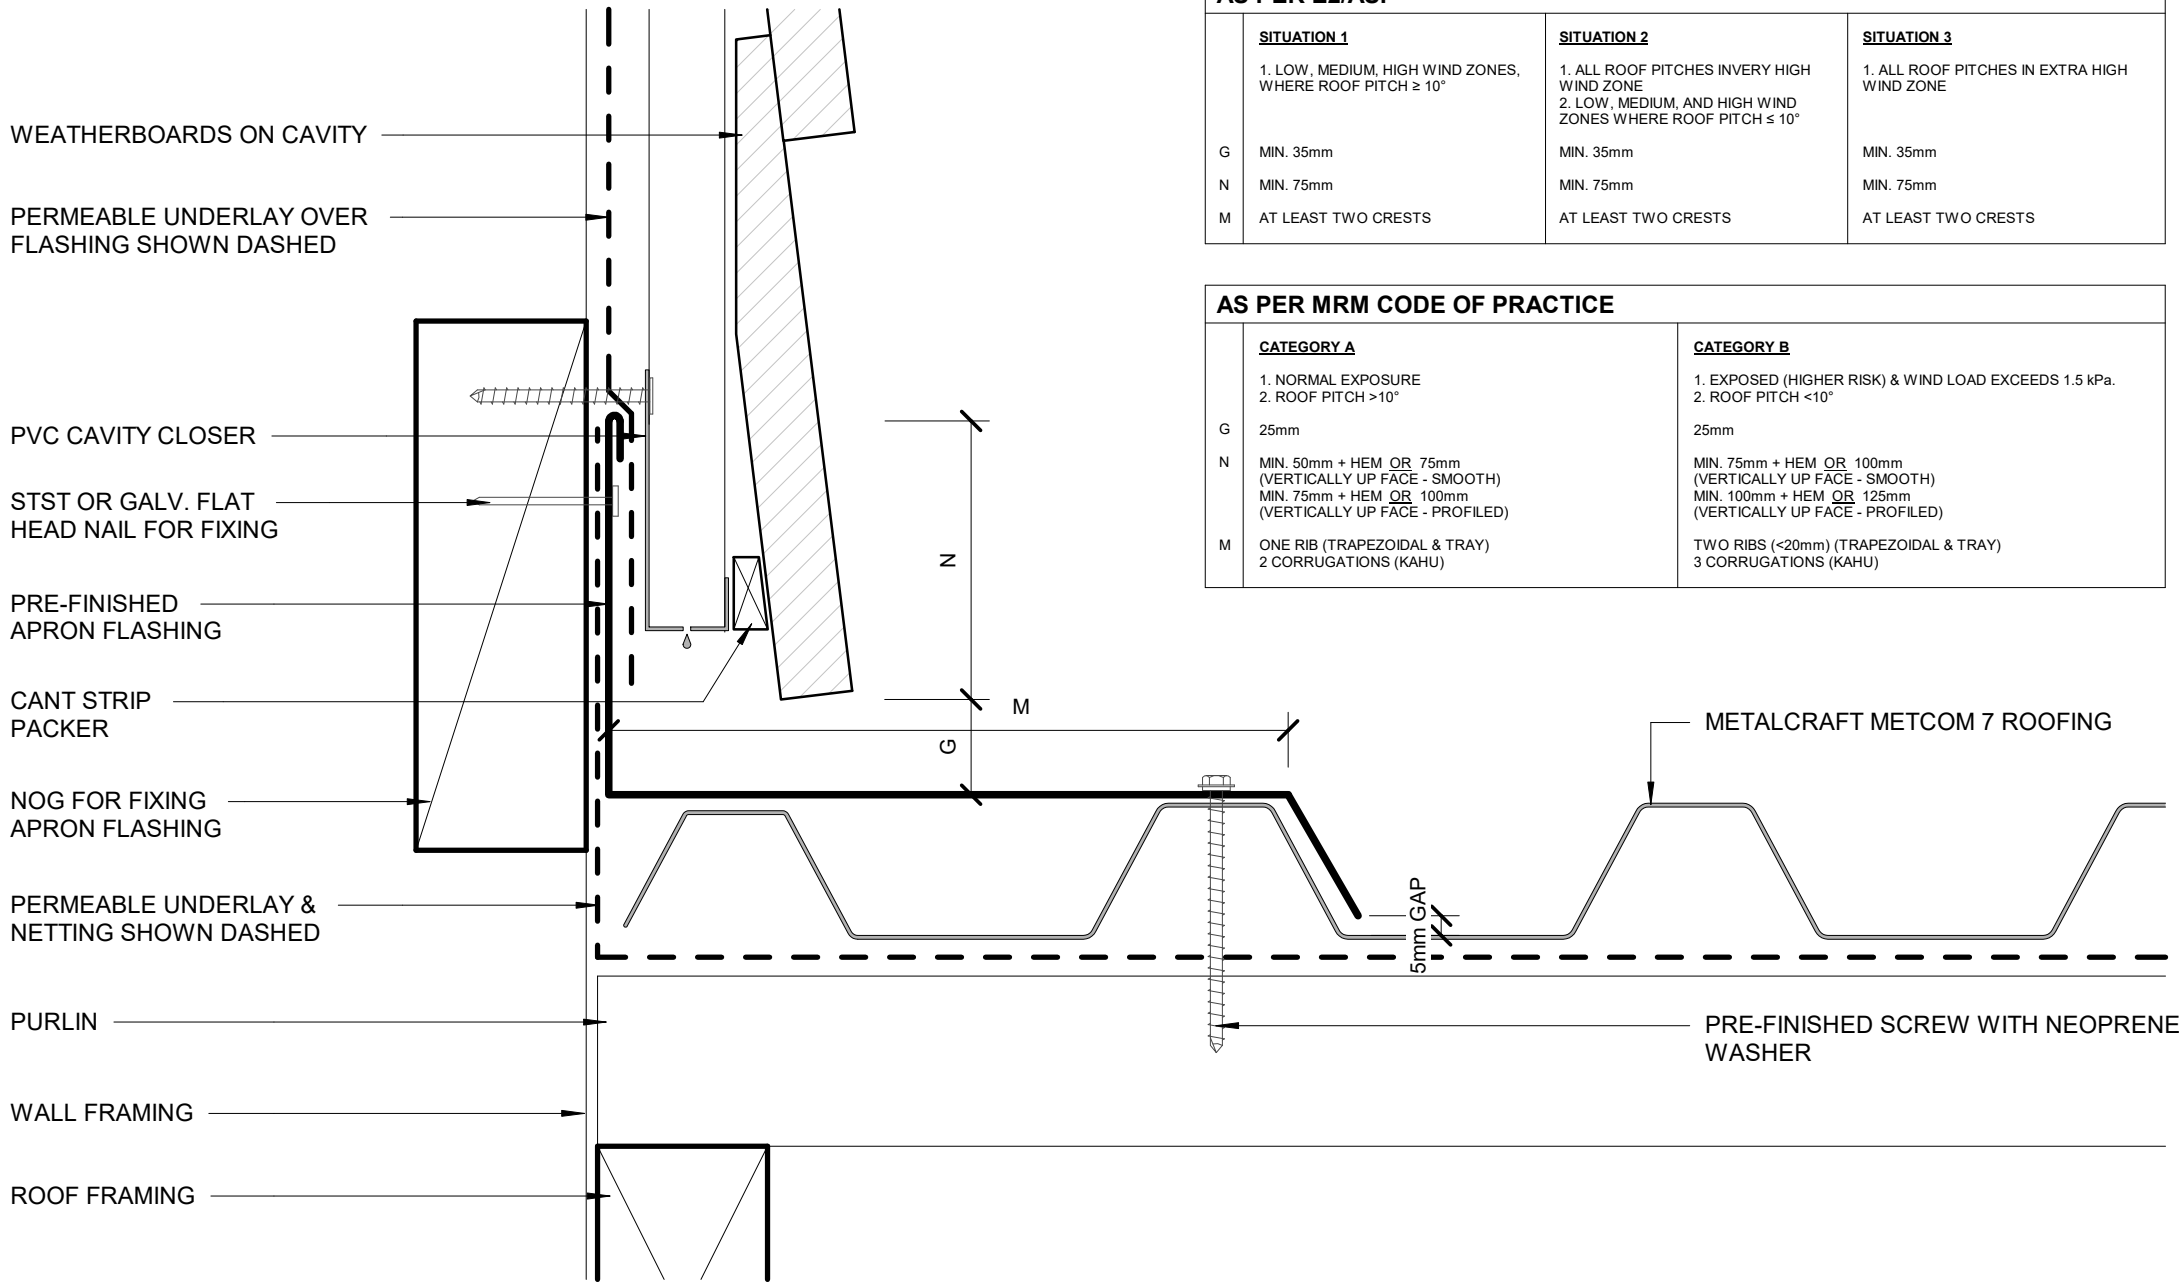 AS PER E2/AS1
SITUATION 1
1. LOW, MEDIUM, HIGH WIND ZONES,
WHERE ROOF PITCH ≥ 10°
SITUATION 2
1. ALL ROOF PITCHES INVERY HIGH
WIND ZONE
2. LOW, MEDIUM, AND HIGH WIND
ZONES WHERE ROOF PITCH ≤ 10°
SITUATION 3
1. ALL ROOF PITCHES IN EXTRA HIGH
WIND ZONE
G MIN. 35mm MIN. 35mm MIN. 35mm
N MIN. 75mm MIN. 75mm MIN. 75mm
M AT LEAST TWO CRESTS AT LEAST TWO CRESTS AT LEAST TWO CRESTS
AS PER MRM CODE OF PRACTICE
CATEGORY A
1. NORMAL EXPOSURE
2. ROOF PITCH >10°
CATEGORY B
1. EXPOSED (HIGHER RISK) & WIND LOAD EXCEEDS 1.5 kPa.
2. ROOF PITCH <10°
G 25mm 25mm
N MIN. 50mm + HEM OR 75mm
(VERTICALLY UP FACE - SMOOTH)
MIN. 75mm + HEM OR 100mm
(VERTICALLY UP FACE - PROFILED)
MIN. 75mm + HEM OR 100mm
(VERTICALLY UP FACE - SMOOTH)
MIN. 100mm + HEM OR 125mm
(VERTICALLY UP FACE - PROFILED)
M ONE RIB (TRAPEZOIDAL & TRAY)
2 CORRUGATIONS (KAHU)
TWO RIBS (<20mm) (TRAPEZOIDAL & TRAY)
3 CORRUGATIONS (KAHU)
WEATHERBOARDS ON CAVITY
PERMEABLE UNDERLAY OVER
FLASHING SHOWN DASHED
PVC CAVITY CLOSER
STST OR GALV. FLAT
HEAD NAIL FOR FIXING
PRE-FINISHED
APRON FLASHING
CANT STRIP
PACKER
NOG FOR FIXING
APRON FLASHING
PERMEABLE UNDERLAY &
NETTING SHOWN DASHED
PURLIN
WALL FRAMING
ROOF FRAMING
N
M
G
5mm GAP
METALCRAFT METCOM 7 ROOFING
PRE-FINISHED SCREW WITH NEOPRENE
WASHER